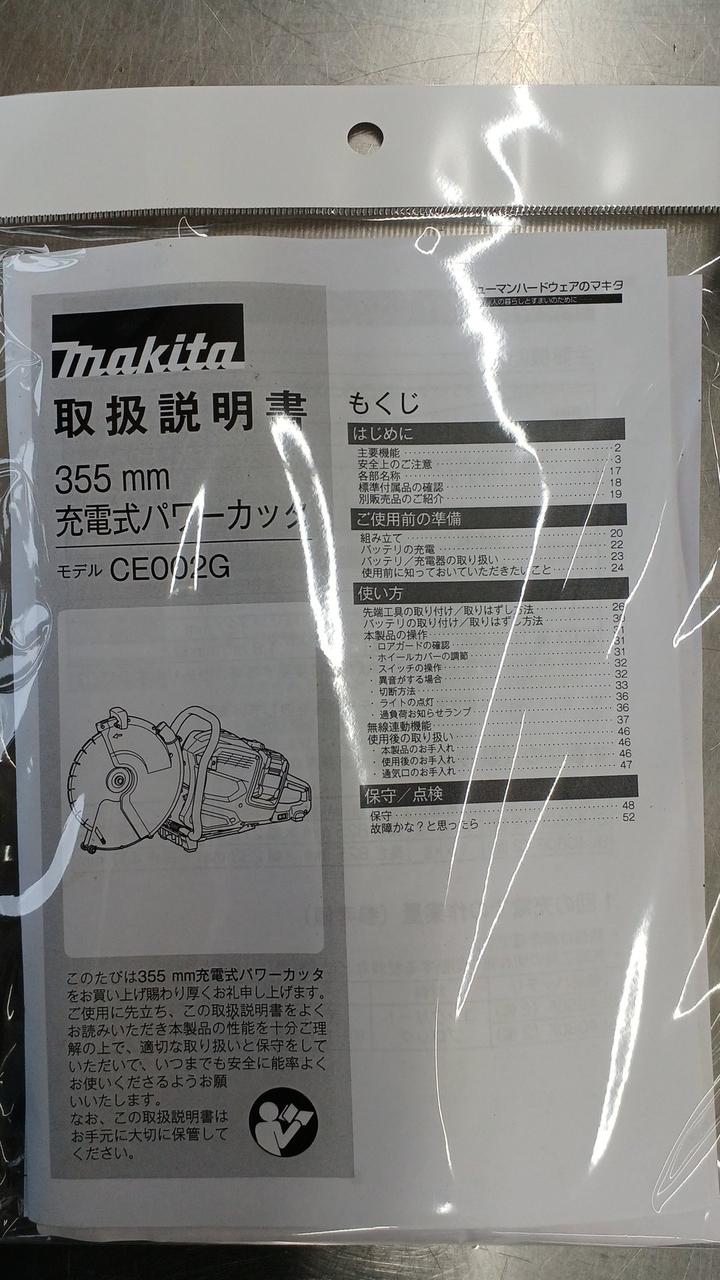 makita
取扱説明書
355 mm
充電式パワーカッタ
モデル CE002G
このたびは355 mm充電式パワーカッタ
をお買い上げ賜わり厚くお礼申し上げます。
ご使用に先立ち、この取扱説明書をよく
お読みいただき本製品の性能を十分ご理
解の上で、適切な取り扱いと保守をして
いただいて、いつまでも安全に能率よく
お使いくださるようお願
いいたします。
なお、この取扱説明書は
お手元に大切に保管して
ください。
ューマンハードウェアのマキタ
人の暮らしとすまいのために
もくじ
はじめに
主要機能 2
安全上のご注意 3
各部名称 17
標準付属品の確認 18
別販売品のご紹介 19
ご使用前の準備
組み立て 20
バッテリの充電 22
バッテリ／充電器の取り扱い 23
使用前に知っておいていただきたいこと 24
使い方
先端工具の取り付け／取りはずし方法 26
バッテリの取り付け／取りはずし方法 30
本製品の操作 31
・ロアガードの確認 31
・ホイールカバーの調節 31
・スイッチの操作 32
・異音がする場合 32
・切断方法 33
・ライトの点灯 36
・過負荷お知らせランプ 36
無線連動機能 37
使用後の取り扱い 46
・本製品のお手入れ 46
・使用後のお手入れ 46
・通気口のお手入れ 47
保守／点検
保守 48
故障かな？と思ったら 52